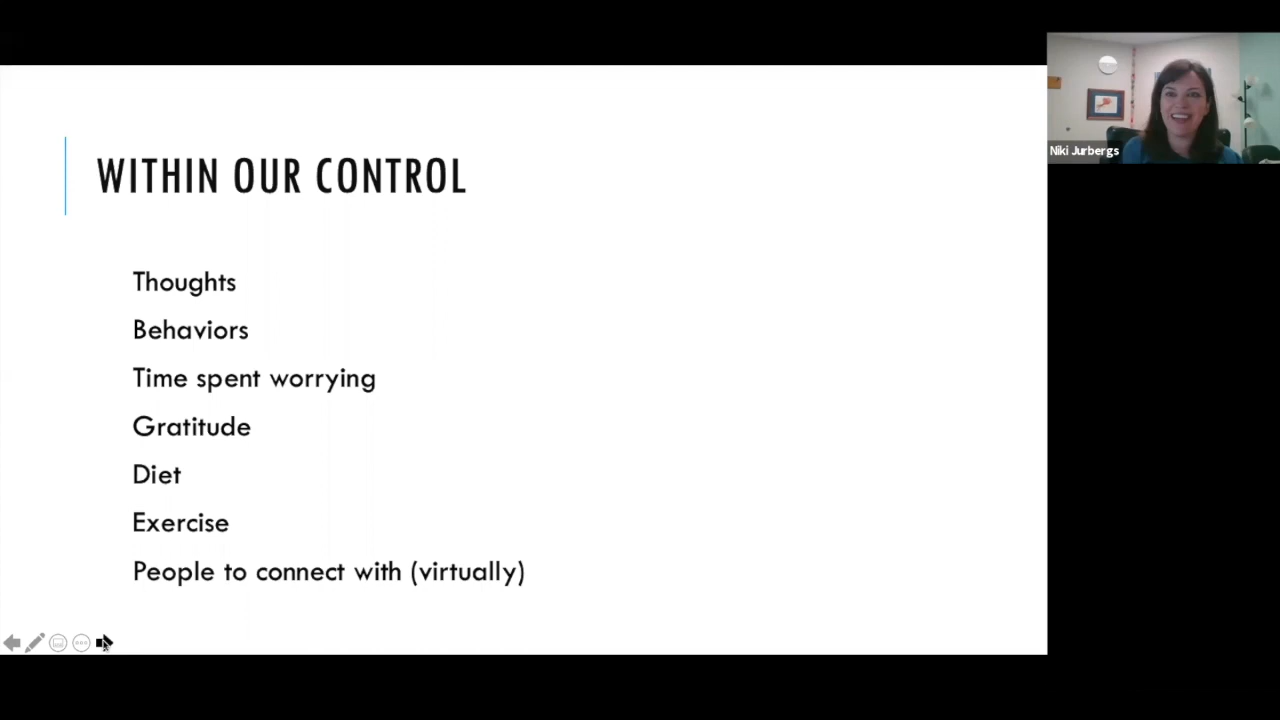 WITHIN OUR CONTROL
Thoughts
Behaviors
Time spent worrying
Gratitude
Diet
Exercise
People to connect with (virtually)
Niki Jurbergs